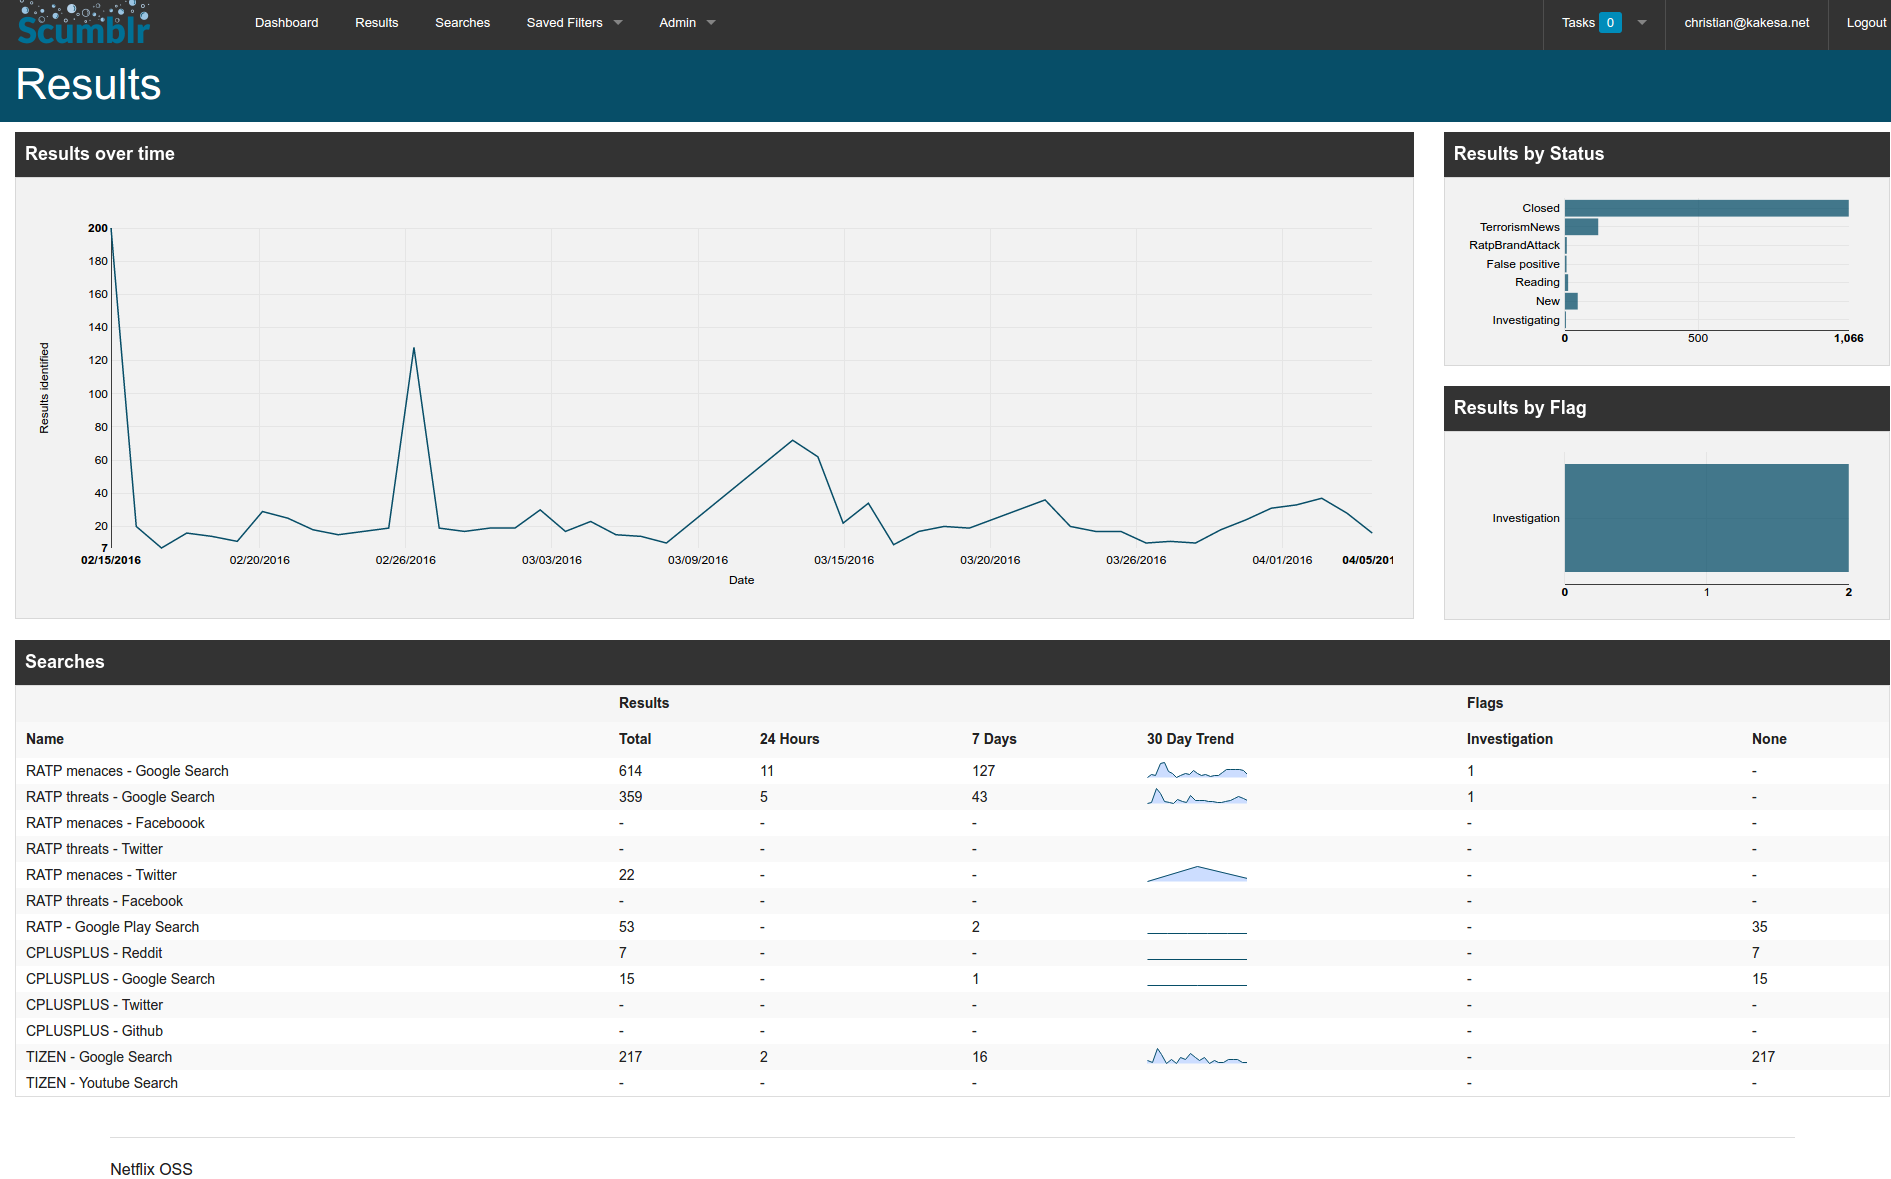 Scumblr Dashboard Results Searches Saved Filters Admin Tasks 0 christian@kakesa.net Logout
Results
Results over time
200
180
160
140
120
100
80
60
40
20
7
Results identified
02/15/2016 02/20/2016 02/26/2016 03/03/2016 03/09/2016 03/15/2016 03/20/2016 03/26/2016 04/01/2016 04/05/201
Date
Results by Status
Closed
TerrorismNews
RatpBrandAttack
False positive
Reading
New
Investigating
0 500 1,066
Results by Flag
Investigation
0 1 2
Searches
Results Flags
Name Total 24 Hours 7 Days 30 Day Trend Investigation None
RATP menaces - Google Search 614 11 127 1 -
RATP threats - Google Search 359 5 43 1 -
RATP menaces - Faceboook - - - - -
RATP threats - Twitter - - - - -
RATP menaces - Twitter 22 - - - -
RATP threats - Facebook - - - - -
RATP - Google Play Search 53 - 2 - 35
CPLUSPLUS - Reddit 7 - - - 7
CPLUSPLUS - Google Search 15 - 1 - 15
CPLUSPLUS - Twitter - - - - -
CPLUSPLUS - Github - - - - -
TIZEN - Google Search 217 2 16 - 217
TIZEN - Youtube Search - - - - -
Netflix OSS